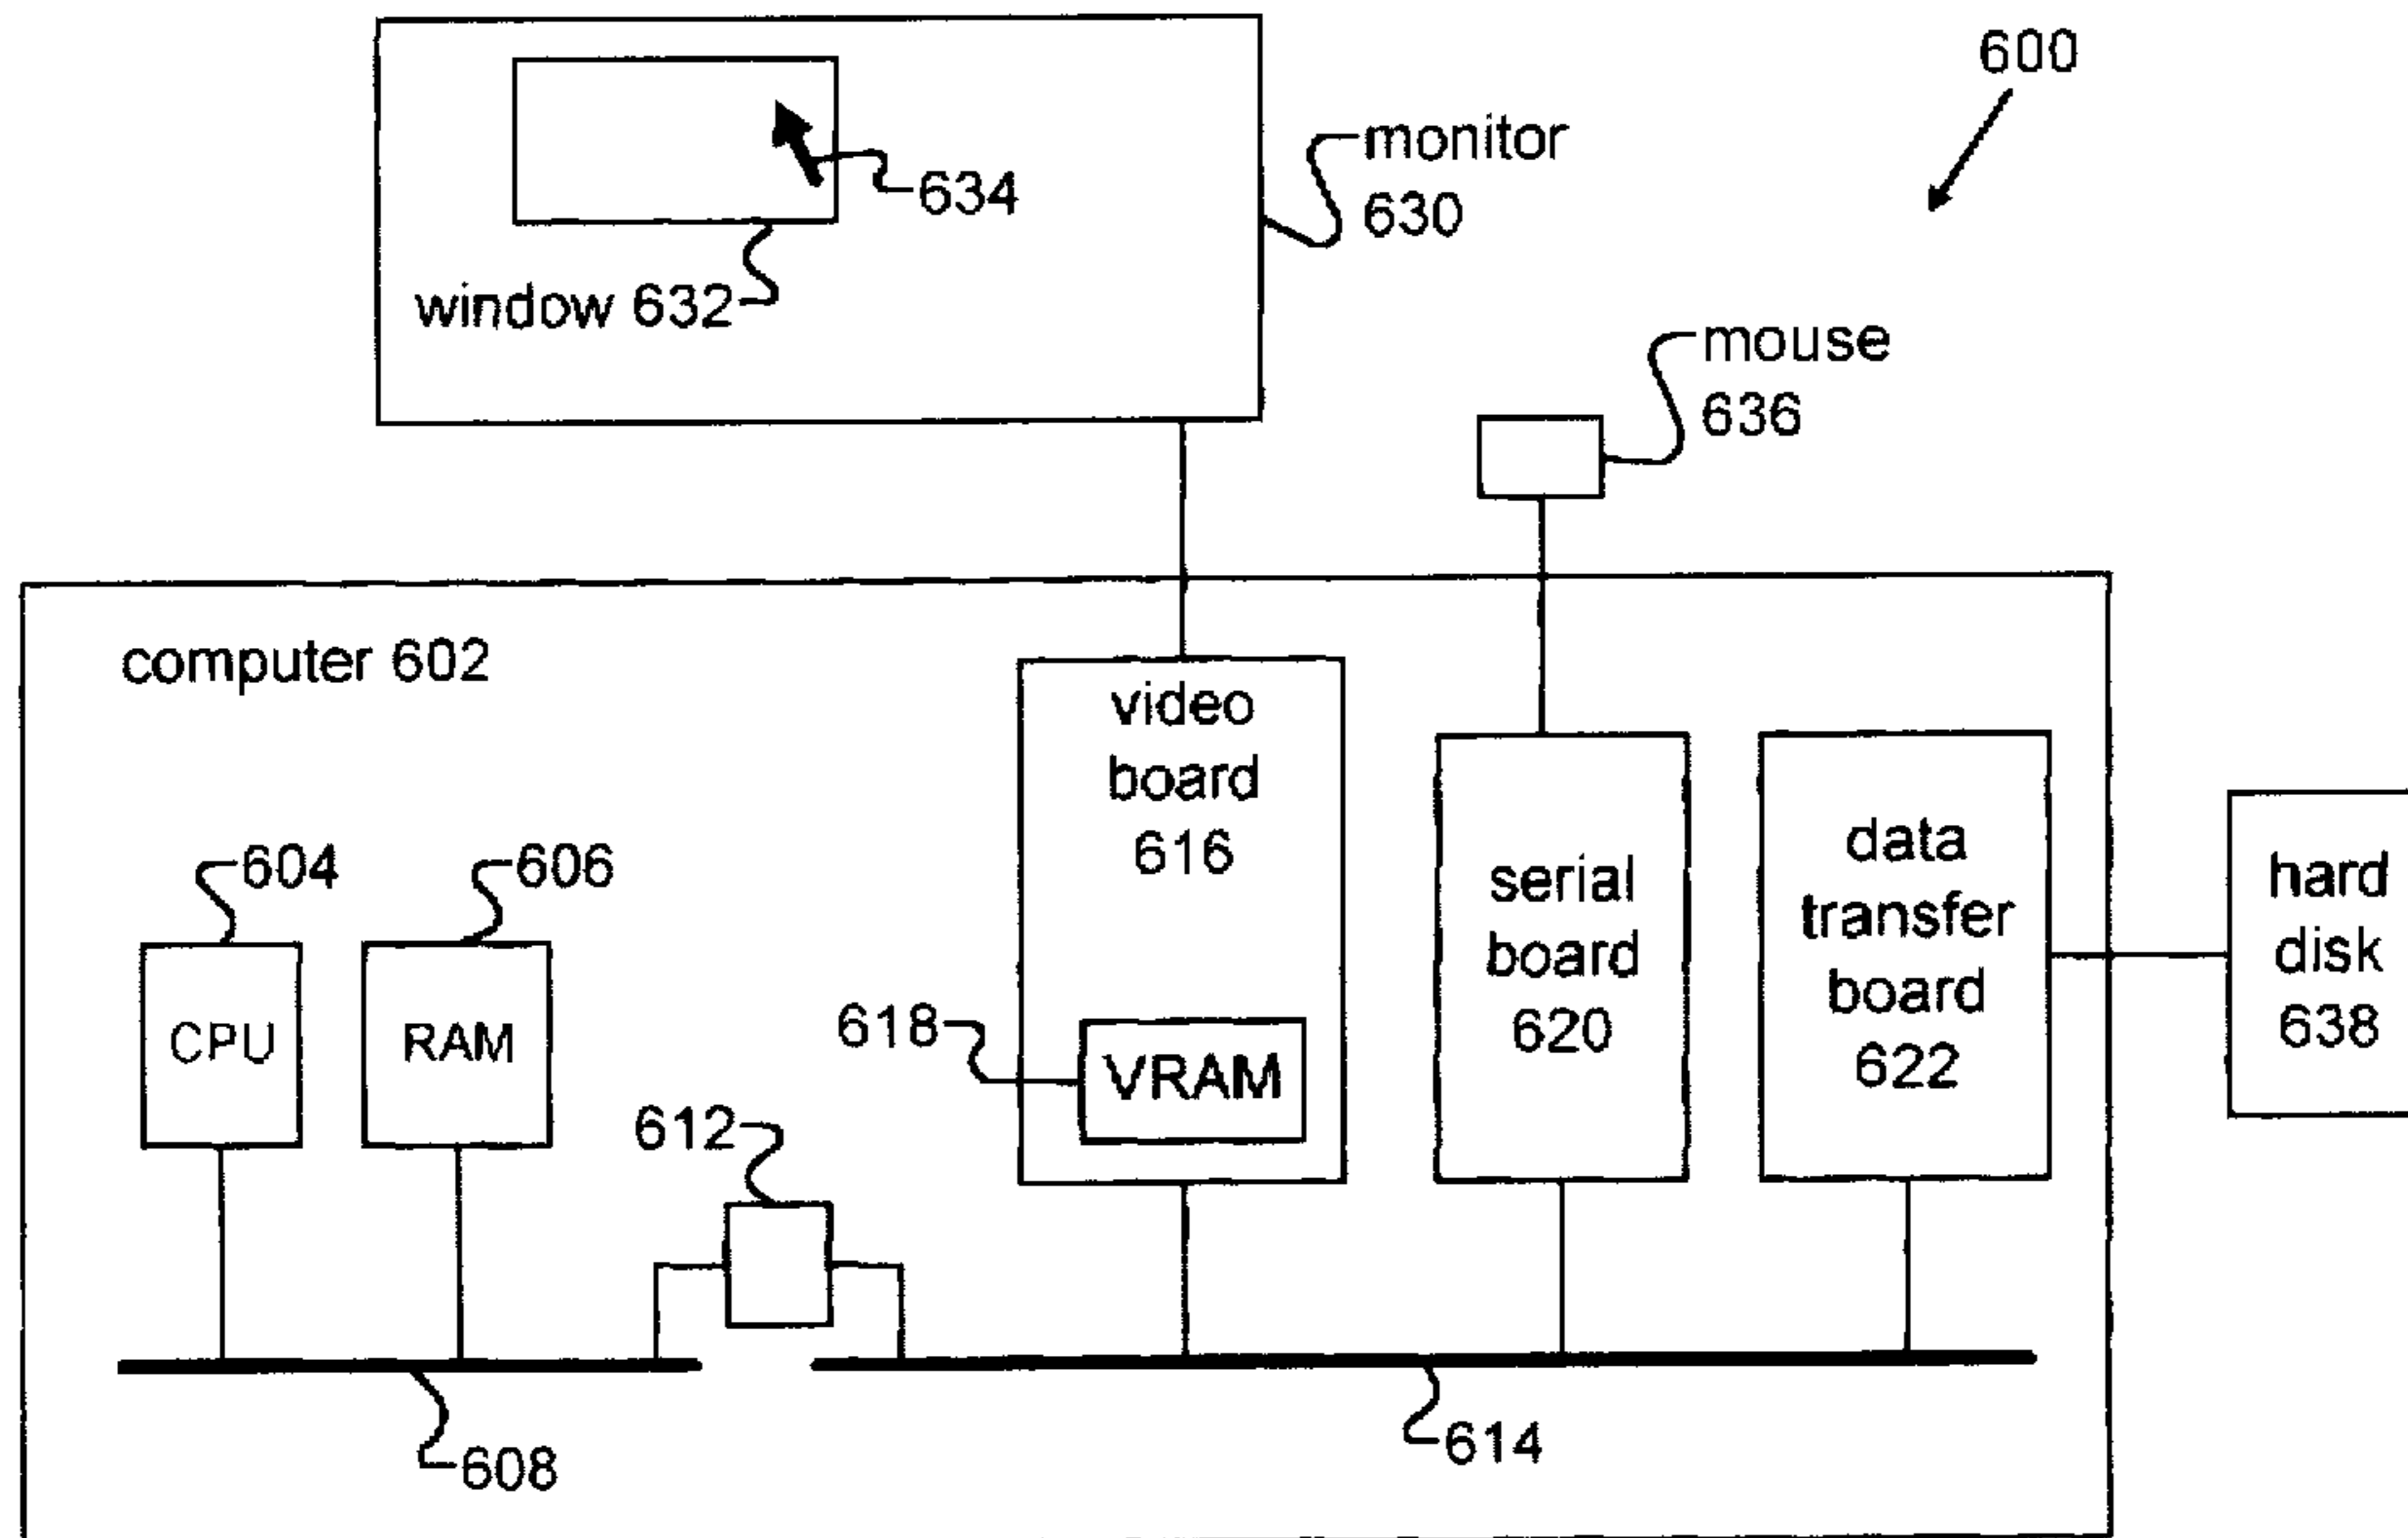 600
monitor
630
634
window 632
mouse
636
computer 602
video
board
616
604
606
CPU
RAM
618
VRAM
serial
board
620
data
transfer
board
622
hard
disk
638
612
608
614